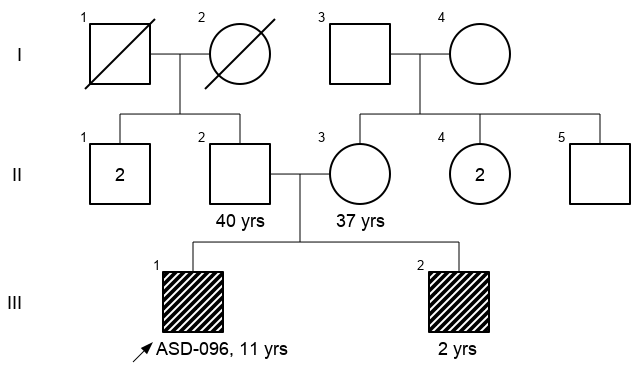 1 2 3 4
I
1 2 3 4 5
II 2 2
40 yrs 37 yrs
1 2
III
ASD-096, 11 yrs 2 yrs